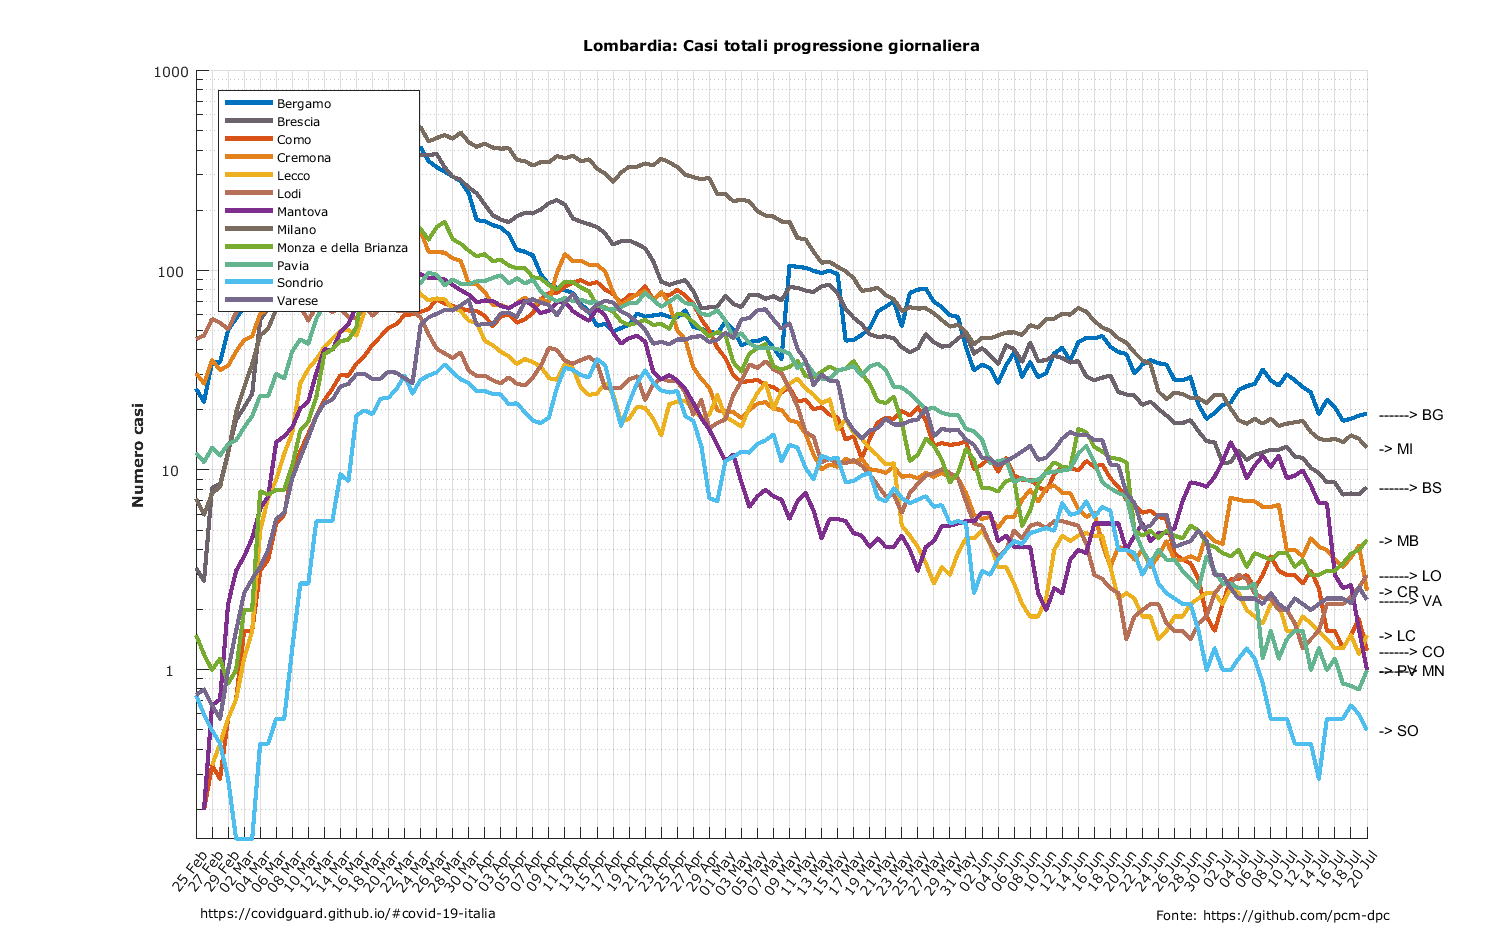 Lombardia: Casi totali progressione giornaliera
1000
100
10
1
Numero casi
Bergamo
Brescia
Como
Cremona
Lecco
Lodi
Mantova
Milano
Monza e della Brianza
Pavia
Sondrio
Varese
------> BG
-> MI
------> BS
-> MB
------> LO
-> CR
------> VA
-> LC
------> CO
-> PV
------> MN
-> SO
25 Feb
27 Feb
29 Feb
02 Mar
04 Mar
06 Mar
08 Mar
10 Mar
12 Mar
14 Mar
16 Mar
18 Mar
20 Mar
22 Mar
24 Mar
26 Mar
28 Mar
30 Mar
01 Apr
03 Apr
05 Apr
07 Apr
09 Apr
11 Apr
13 Apr
15 Apr
17 Apr
19 Apr
21 Apr
23 Apr
25 Apr
27 Apr
29 Apr
01 May
03 May
05 May
07 May
09 May
11 May
13 May
15 May
17 May
19 May
21 May
23 May
25 May
27 May
29 May
31 May
02 Jun
04 Jun
06 Jun
08 Jun
10 Jun
12 Jun
14 Jun
16 Jun
18 Jun
20 Jun
22 Jun
24 Jun
26 Jun
28 Jun
30 Jun
02 Jul
04 Jul
06 Jul
08 Jul
10 Jul
12 Jul
14 Jul
16 Jul
18 Jul
20 Jul
https://covidguard.github.io/#covid-19-italia
Fonte: https://github.com/pcm-dpc